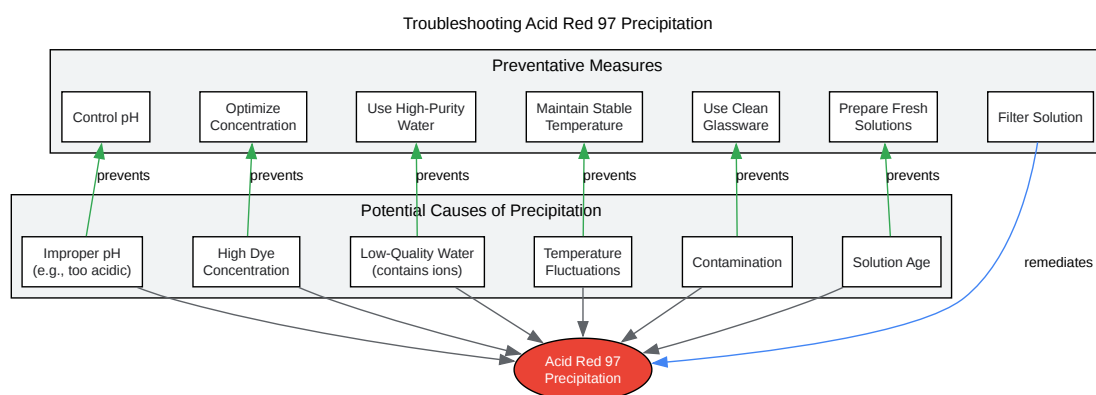 Troubleshooting Acid Red 97 Precipitation
Preventative Measures
Control pH
Optimize
Concentration
Use High-Purity
Water
Maintain Stable
Temperature
Use Clean
Glassware
Prepare Fresh
Solutions
Filter Solution
prevents
prevents
prevents
prevents
prevents
prevents
Potential Causes of Precipitation
Improper pH
(e.g., too acidic)
High Dye
Concentration
Low-Quality Water
(contains ions)
Temperature
Fluctuations
Contamination
Solution Age
remediates
Acid Red 97
Precipitation